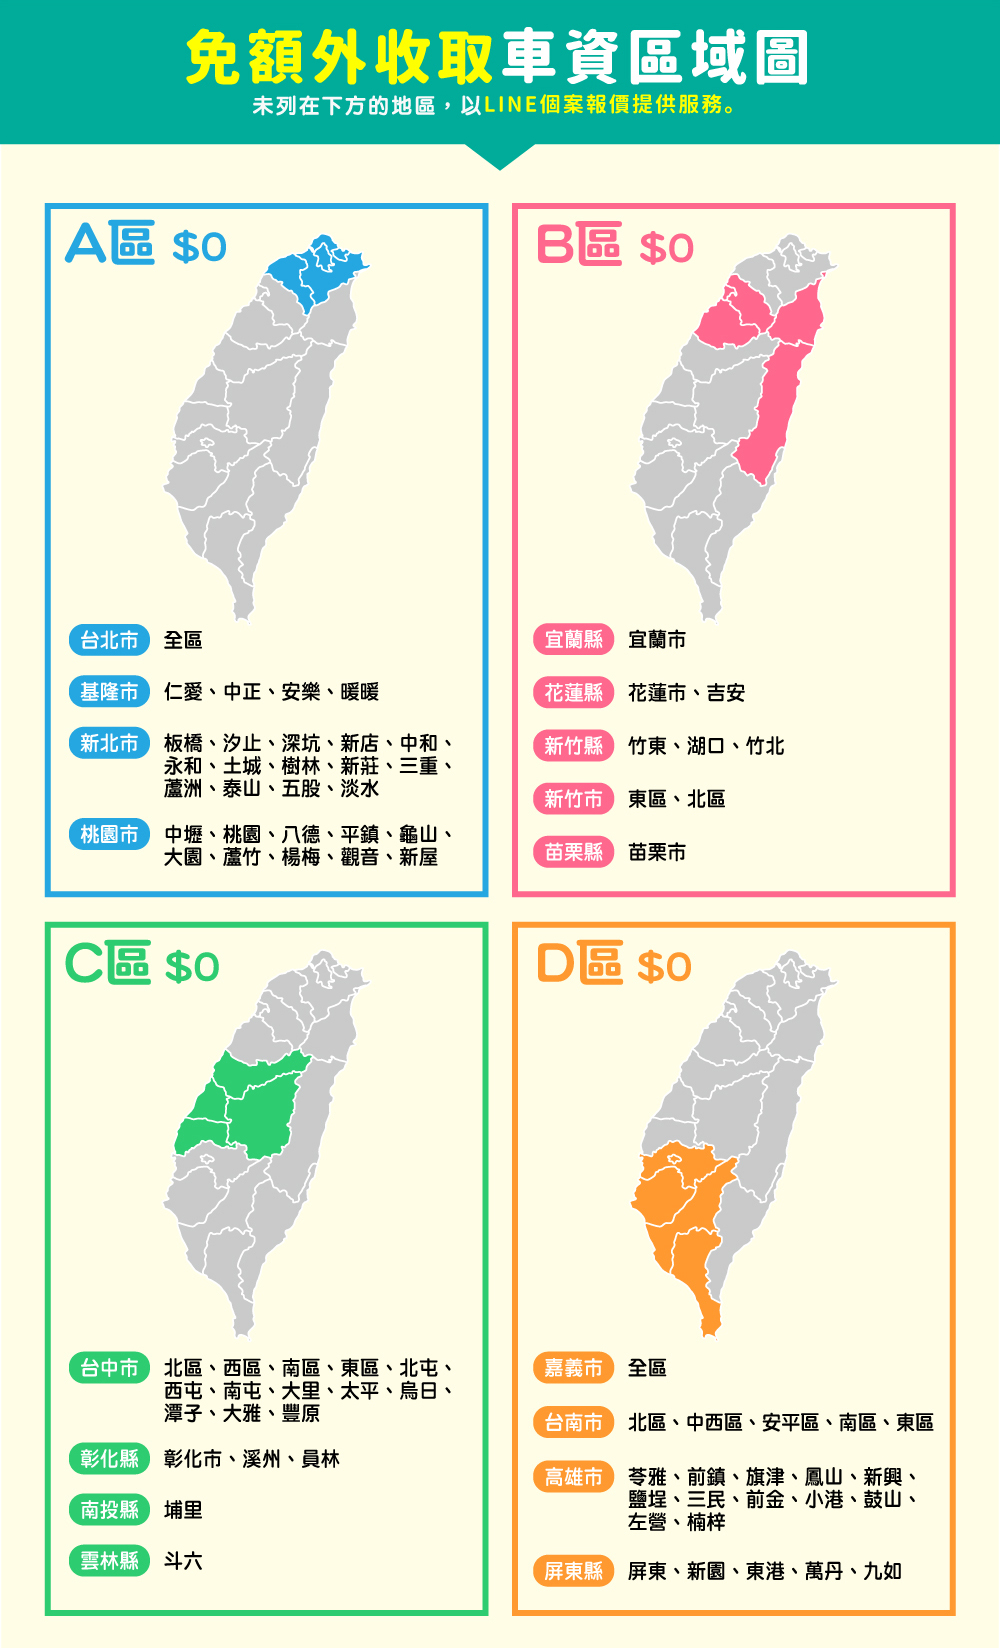 免額外收取車資區域圖
未列在下方的地區，以LINE個案報價提供服務。
A區 $0
台北市 全區
基隆市 仁愛、中正、安樂、暖暖
新北市 板橋、汐止、深坑、新店、中和、
永和、土城、樹林、新莊、三重、
蘆洲、泰山、五股、淡水
桃園市 中壢、桃園、八德、平鎮、龜山、
大園、蘆竹、楊梅、觀音、新屋
B區 $0
宜蘭縣 宜蘭市
花蓮縣 花蓮市、吉安
新竹縣 竹東、湖口、竹北
新竹市 東區、北區
苗栗縣 苗栗市
C區 $0
台中市 北區、西區、南區、東區、北屯、
西屯、南屯、大里、太平、烏日、
潭子、大雅、豐原
彰化縣 彰化市、溪州、員林
南投縣 埔里
雲林縣 斗六
D區 $0
嘉義市 全區
台南市 北區、中西區、安平區、南區、東區
高雄市 苓雅、前鎮、旗津、鳳山、新興、
鹽埕、三民、前金、小港、鼓山、
左營、楠梓
屏東縣 屏東、新園、東港、萬丹、九如